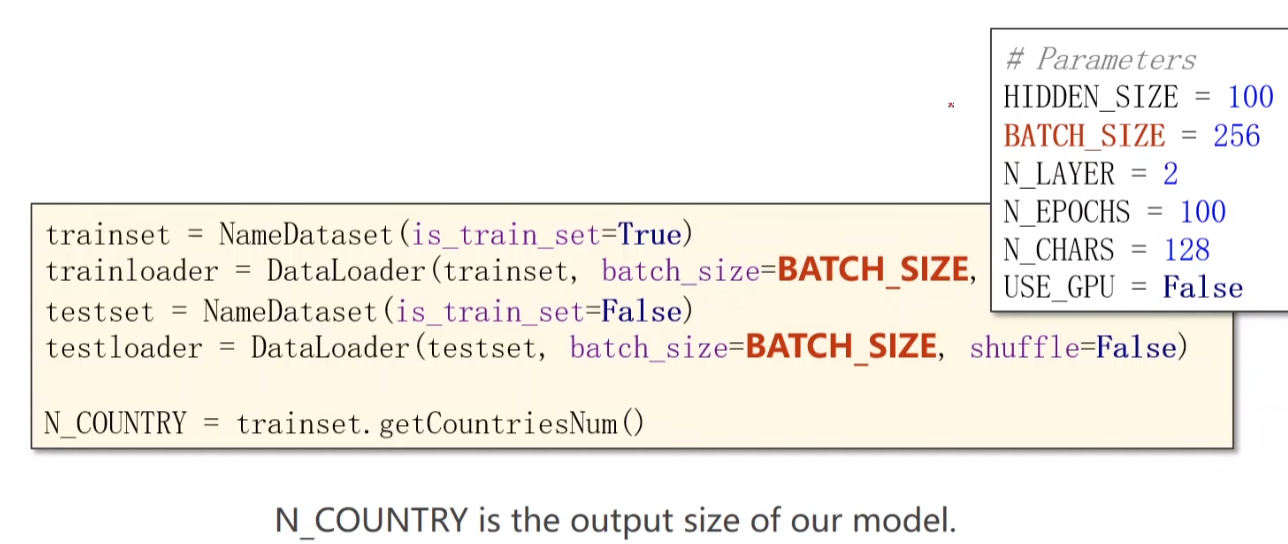 # Parameters
HIDDEN_SIZE = 100
BATCH_SIZE = 256
N_LAYER = 2
N_EPOCHS = 100
N_CHARS = 128
USE_GPU = False
trainset = NameDataset(is_train_set=True)
trainloader = DataLoader(trainset, batch_size=BATCH_SIZE,
testset = NameDataset(is_train_set=False)
testloader = DataLoader(testset, batch_size=BATCH_SIZE, shuffle=False)
N_COUNTRY = trainset.getCountriesNum()
N_COUNTRY is the output size of our model.